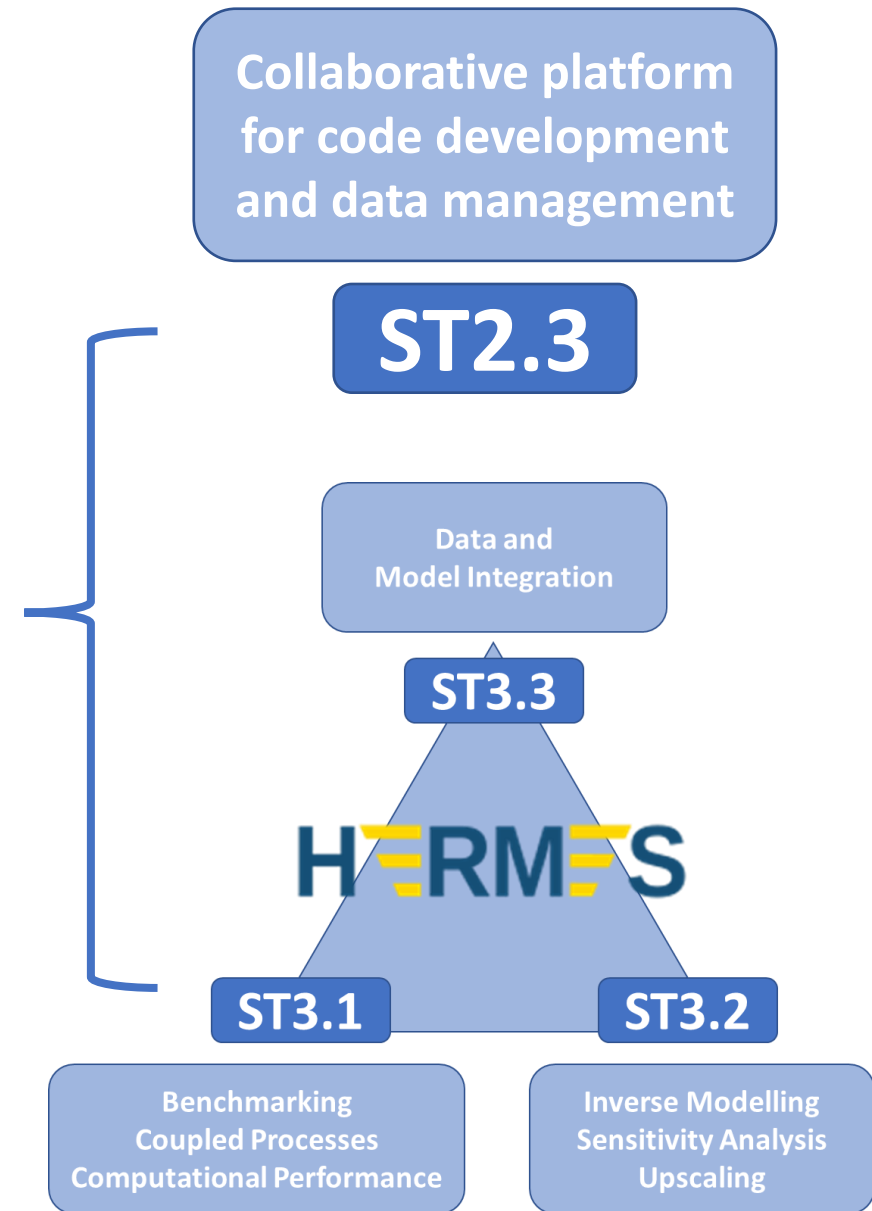 Collaborative platform
for code development
and data management
ST2.3
Data and
Model Integration
ST3.3
HERMES
ST3.1
ST3.2
Benchmarking
Coupled Processes
Computational Performance
Inverse Modelling
Sensitivity Analysis
Upscaling